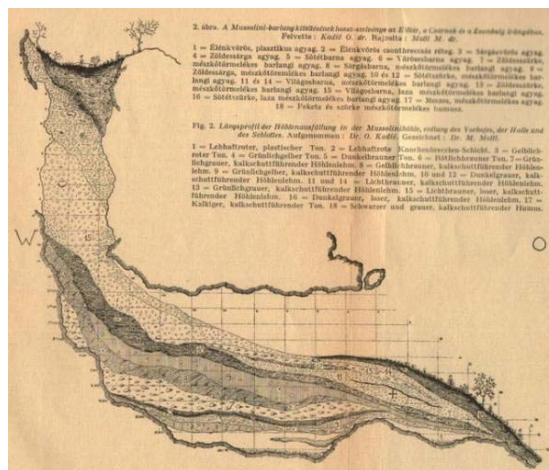 2. ábra. A Mussolini-barlang kitöltésének hossz-szelvénye az Előtér, a Csarnok és a Kastély irányában.
Felvette: Kadić O. dr. Rajzolta: Mottl M. dr.
1 = Élénkvörös, plasztikus agyag. 2 = Élénkvörös csontbreccsás réteg. 3 = Sárgásvörös agyag.
4 = Zöldessárga agyag. 5 = Sötétbarna agyag. 6 = Vörösesbarna agyag. 7 = Zöldesszürke,
mészkőtörmelékes barlangi agyag. 8 = Sárgásbarna, mészkőtörmelékes barlangi agyag. 9 =
Zöldessárga, mészkőtörmelékes barlangi agyag. 10 és 12 = Sötétszürke, mészkőtörmelékes bar-
langi agyag. 11 és 14 = Világosbarna, mészkőtörmelékes barlangi agyag. 13 = Zöldesszürke,
mészkőtörmelékes barlangi agyag. 15 = Világosbarna, laza mészkőtörmelékes barlangi agyag.
16 = Sötétszürke, laza mészkőtörmelékes barlangi agyag. 17 = Meszes, mészkőtörmelékes agyag.
18 = Fekete és szürke mészkőtörmelékes humusz.
Fig. 2. Längsprofil der Höhlenausfüllung in der Mussolinihöhle, entlang des Vorhofes, der Halle und
des Schloßes. Aufgenommen: Dr. O. Kadić. Gezeichnet: Dr. M. Mottl.
1 = Lebhaftroter, plastischer Ton. 2 = Lebhaftrote Knochenbreccien-Schicht. 3 = Gelblich-
roter Ton. 4 = Grünlichgelber Ton. 5 = Dunkelbrauner Ton. 6 = Rötlichbrauner Ton. 7 = Grün-
lichgrauer, kalkschuttführender Höhlenlehm. 8 = Gelblichbrauner, kalkschuttführender Höhlen-
lehm. 9 = Grünlichgelber, kalkschuttführender Höhlenlehm. 10 und 12 = Dunkelgrauer, kalk-
schuttführender Höhlenlehm. 11 und 14 = Lichtbrauner, kalkschuttführender Höhlenlehm.
13 = Grünlichgrauer, kalkschuttführender Höhlenlehm. 15 = Lichtbrauner, loser, kalkschutt-
führender Höhlenlehm. 16 = Dunkelgrauer, loser, kalkschuttführender Höhlenlehm. 17 =
Kalkiger, kalkschuttführender Ton. 18 = Schwarzer und grauer, kalkschuttführender Humus.
W
O
15